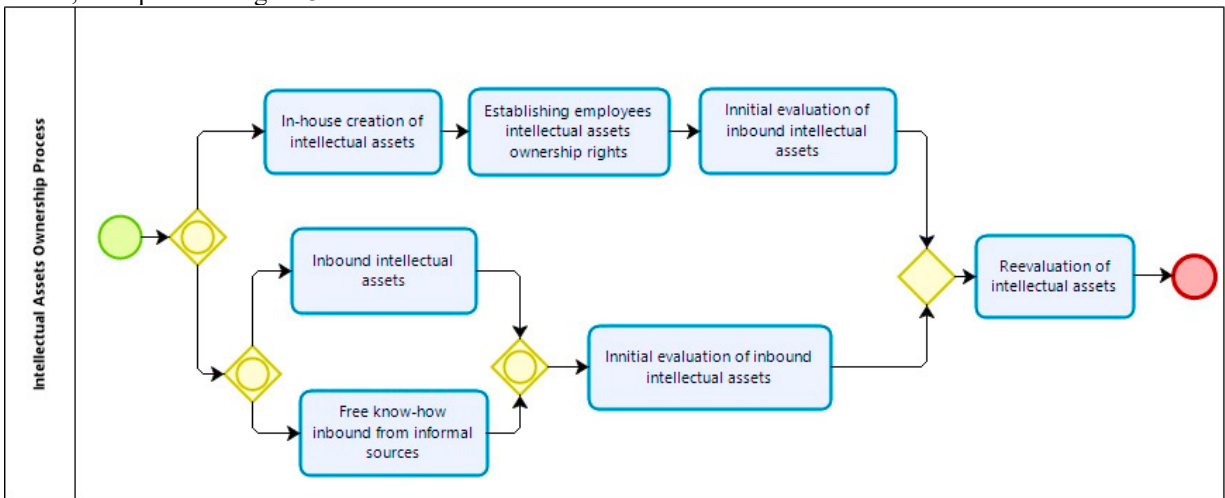 Intellectual Assets Ownership Process
In-house creation of
intellectual assets
Establishing employees
intellectual assets
ownership rights
Innitial evaluation of
inbound intellectual
assets
Inbound intellectual
assets
Free know-how
inbound from informal
sources
Innitial evaluation of inbound
intellectual assets
Reevaluation of
intellectual assets